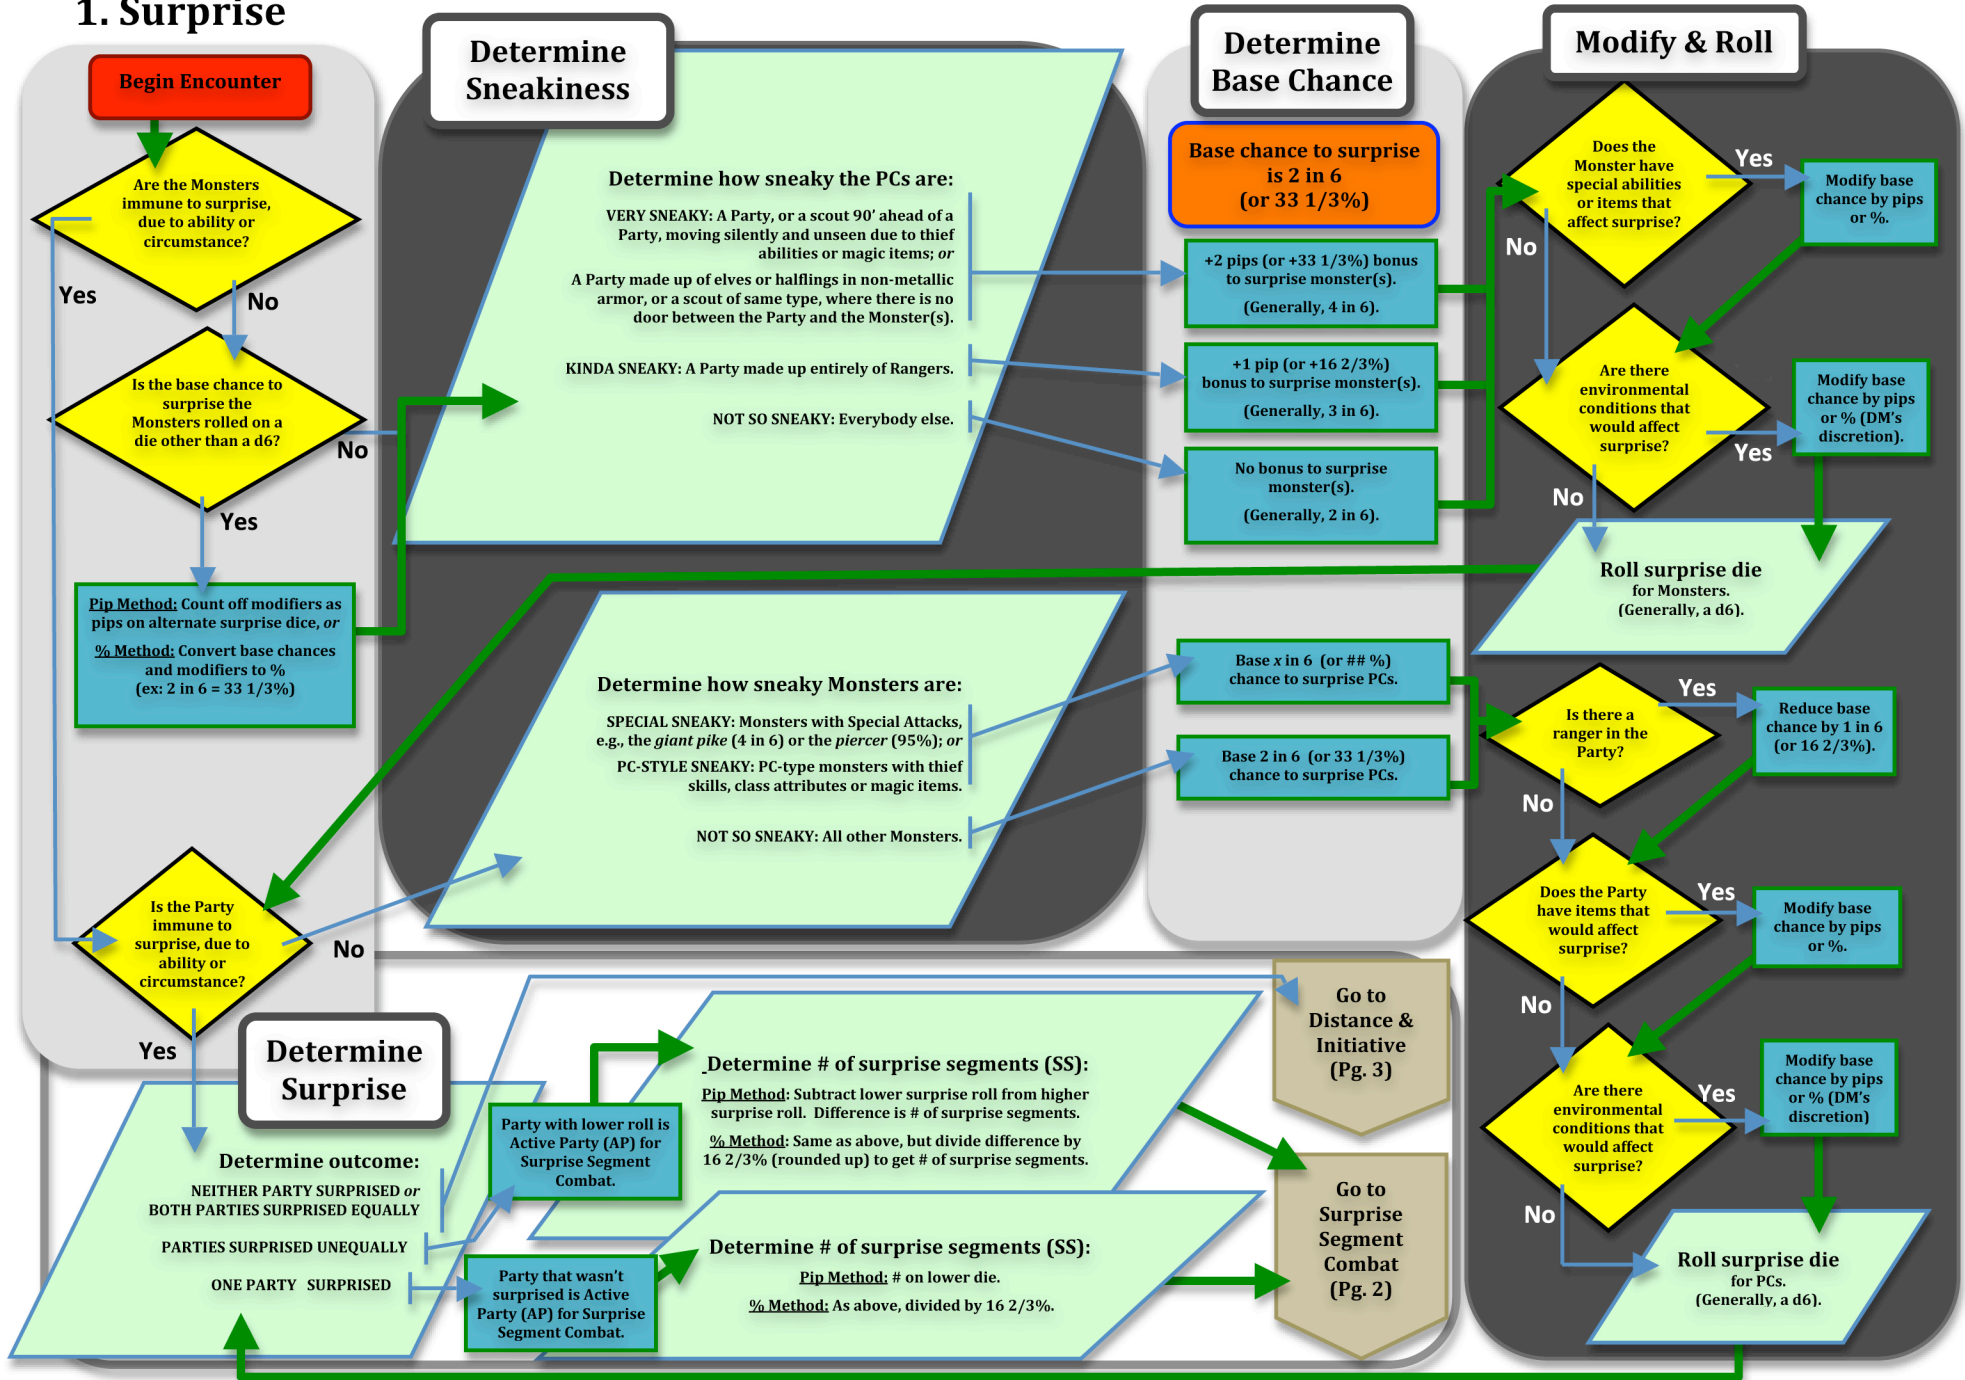 1. Surprise
Begin Encounter
Are the Monsters
immune to surprise,
due to ability or
circumstance?
Yes
No
Is the base chance to
surprise the
Monsters rolled on a
die other than a d6?
No
Yes
Pip Method: Count off modifiers as
pips on alternate surprise dice, or
% Method: Convert base chances
and modifiers to %
(ex: 2 in 6 = 33 1/3%)
Is the Party
immune to
surprise, due to
ability or
circumstance?
No
Yes
Determine
Sneakiness
Determine how sneaky the PCs are:
VERY SNEAKY: A Party, or a scout 90’ ahead of a
Party, moving silently and unseen due to thief
abilities or magic items; or
A Party made up of elves or halflings in non-metallic
armor, or a scout of same type, where there is no
door between the Party and the Monster(s).
KINDA SNEAKY: A Party made up entirely of Rangers.
NOT SO SNEAKY: Everybody else.
Determine how sneaky Monsters are:
SPECIAL SNEAKY: Monsters with Special Attacks,
e.g., the giant pike (4 in 6) or the piercer (95%); or
PC-STYLE SNEAKY: PC-type monsters with thief
skills, class attributes or magic items.
NOT SO SNEAKY: All other Monsters.
Determine
Base Chance
Base chance to surprise
is 2 in 6
(or 33 1/3%)
+2 pips (or +33 1/3%) bonus
to surprise monster(s).
(Generally, 4 in 6).
+1 pip (or +16 2/3%)
bonus to surprise monster(s).
(Generally, 3 in 6).
No bonus to surprise
monster(s).
(Generally, 2 in 6).
Base x in 6 (or ## %)
chance to surprise PCs.
Base 2 in 6 (or 33 1/3%)
chance to surprise PCs.
Modify & Roll
Does the
Monster have
special abilities
or items that
affect surprise?
Yes
No
Modify base
chance by pips
or %.
Are there
environmental
conditions that
would affect
surprise?
Yes
No
Modify base
chance by pips
or % (DM’s
discretion).
Roll surprise die
for Monsters.
(Generally, a d6).
Is there a
ranger in the
Party?
Yes
No
Reduce base
chance by 1 in 6
(or 16 2/3%).
Does the Party
have items that
would affect
surprise?
Yes
No
Modify base
chance by pips
or %.
Are there
environmental
conditions that
would affect
surprise?
Yes
No
Modify base
chance by pips
or % (DM’s
discretion)
Roll surprise die
for PCs.
(Generally, a d6).
Determine
Surprise
Determine outcome:
NEITHER PARTY SURPRISED or
BOTH PARTIES SURPRISED EQUALLY
PARTIES SURPRISED UNEQUALLY
ONE PARTY SURPRISED
Party with lower roll is
Active Party (AP) for
Surprise Segment
Combat.
Party that wasn’t
surprised is Active
Party (AP) for Surprise
Segment Combat.
Determine # of surprise segments (SS):
Pip Method: Subtract lower surprise roll from higher
surprise roll. Difference is # of surprise segments.
% Method: Same as above, but divide difference by
16 2/3% (rounded up) to get # of surprise segments.
Determine # of surprise segments (SS):
Pip Method: # on lower die.
% Method: As above, divided by 16 2/3%.
Go to
Distance &
Initiative
(Pg. 3)
Go to
Surprise
Segment
Combat
(Pg. 2)